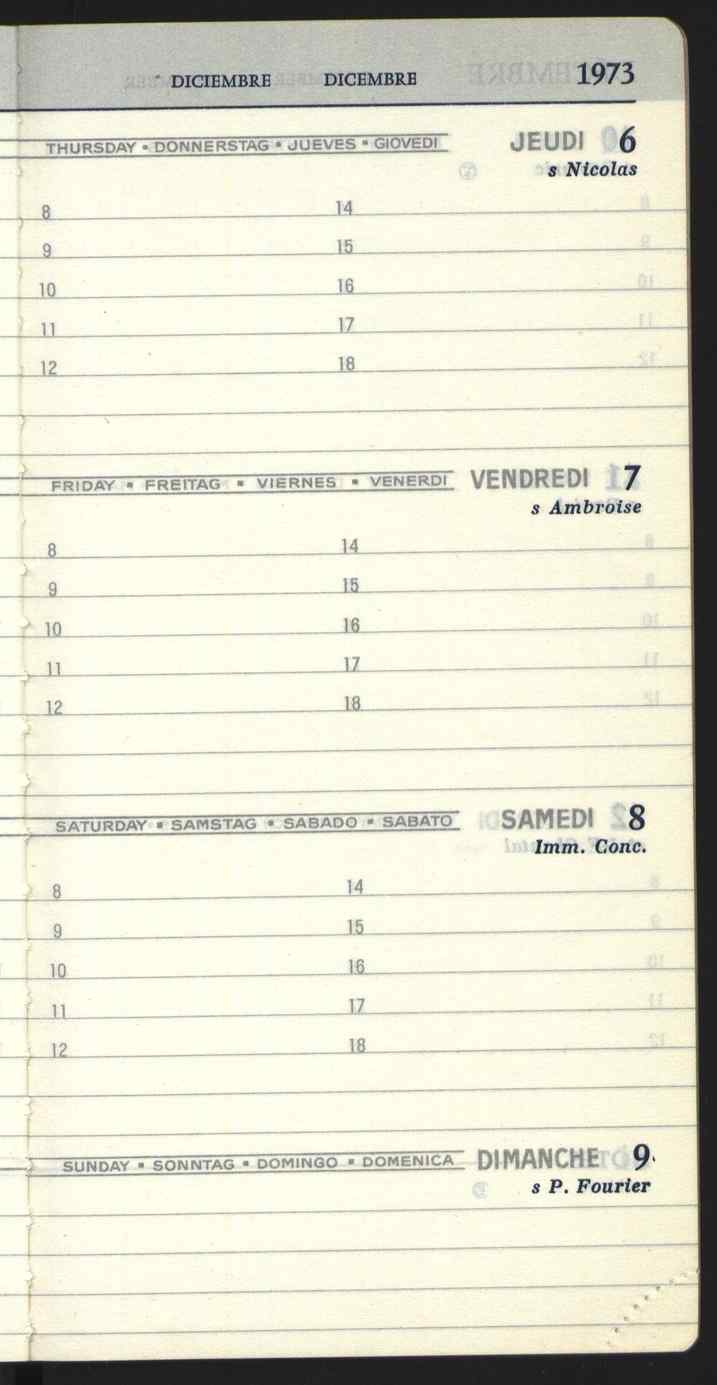 DICIEMBRE DICEMBRE 1973
THURSDAY ▪ DONNERSTAG ▪ JUEVES ▪ GIOVEDI JEUDI 6
s Nicolas
8 14
9 15
10 16
11 17
12 18
FRIDAY ▪ FREITAG ▪ VIERNES ▪ VENERDI VENDREDI 7
s Ambroise
8 14
9 15
10 16
11 17
12 18
SATURDAY ▪ SAMSTAG ▪ SABADO ▪ SABATO SAMEDI 8
Imm. Conc.
8 14
9 15
10 16
11 17
12 18
SUNDAY ▪ SONNTAG ▪ DOMINGO ▪ DOMENICA DIMANCHE 9
s P. Fourier